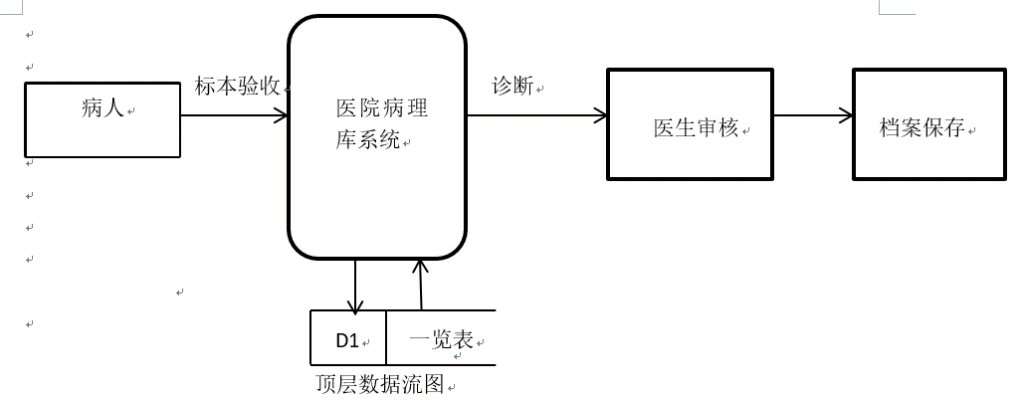 病人
标本验收
医院病理
库系统
诊断
医生审核
档案保存
D1
一览表
顶层数据流图